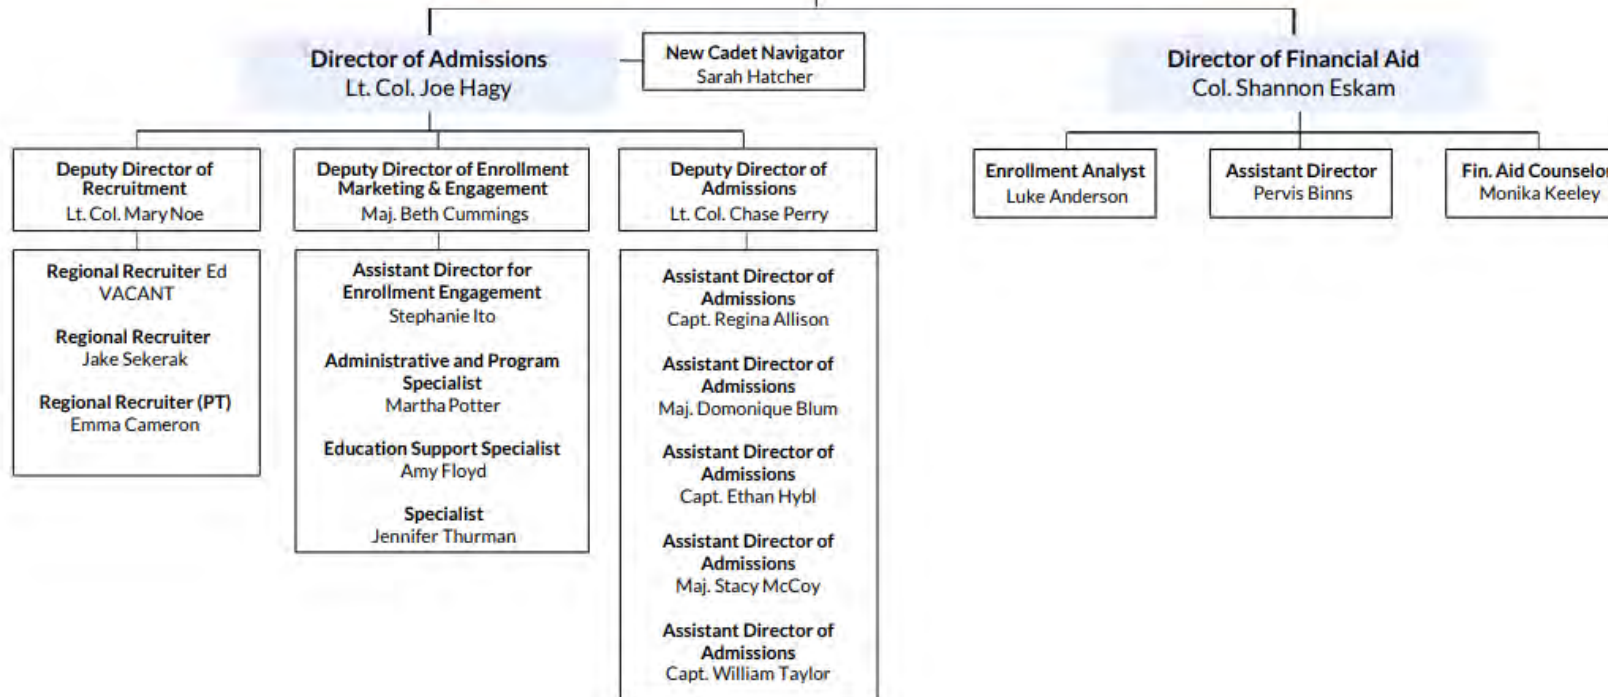 Director of Admissions
Lt. Col. Joe Hagy
New Cadet Navigator
Sarah Hatcher
Director of Financial Aid
Col. Shannon Eskam
Deputy Director of
Recruitment
Lt. Col. Mary Noe
Deputy Director of Enrollment
Marketing & Engagement
Maj. Beth Cummings
Deputy Director of
Admissions
Lt. Col. Chase Perry
Enrollment Analyst
Luke Anderson
Assistant Director
Pervis Binns
Fin. Aid Counselor
Monika Keeley
Regional Recruiter Ed
VACANT
Regional Recruiter
Jake Sekerak
Regional Recruiter (PT)
Emma Cameron
Assistant Director for
Enrollment Engagement
Stephanie Ito
Administrative and Program
Specialist
Martha Potter
Education Support Specialist
Amy Floyd
Specialist
Jennifer Thurman
Assistant Director of
Admissions
Capt. Regina Allison
Assistant Director of
Admissions
Maj. Domonique Blum
Assistant Director of
Admissions
Capt. Ethan Hybl
Assistant Director of
Admissions
Maj. Stacy McCoy
Assistant Director of
Admissions
Capt. William Taylor